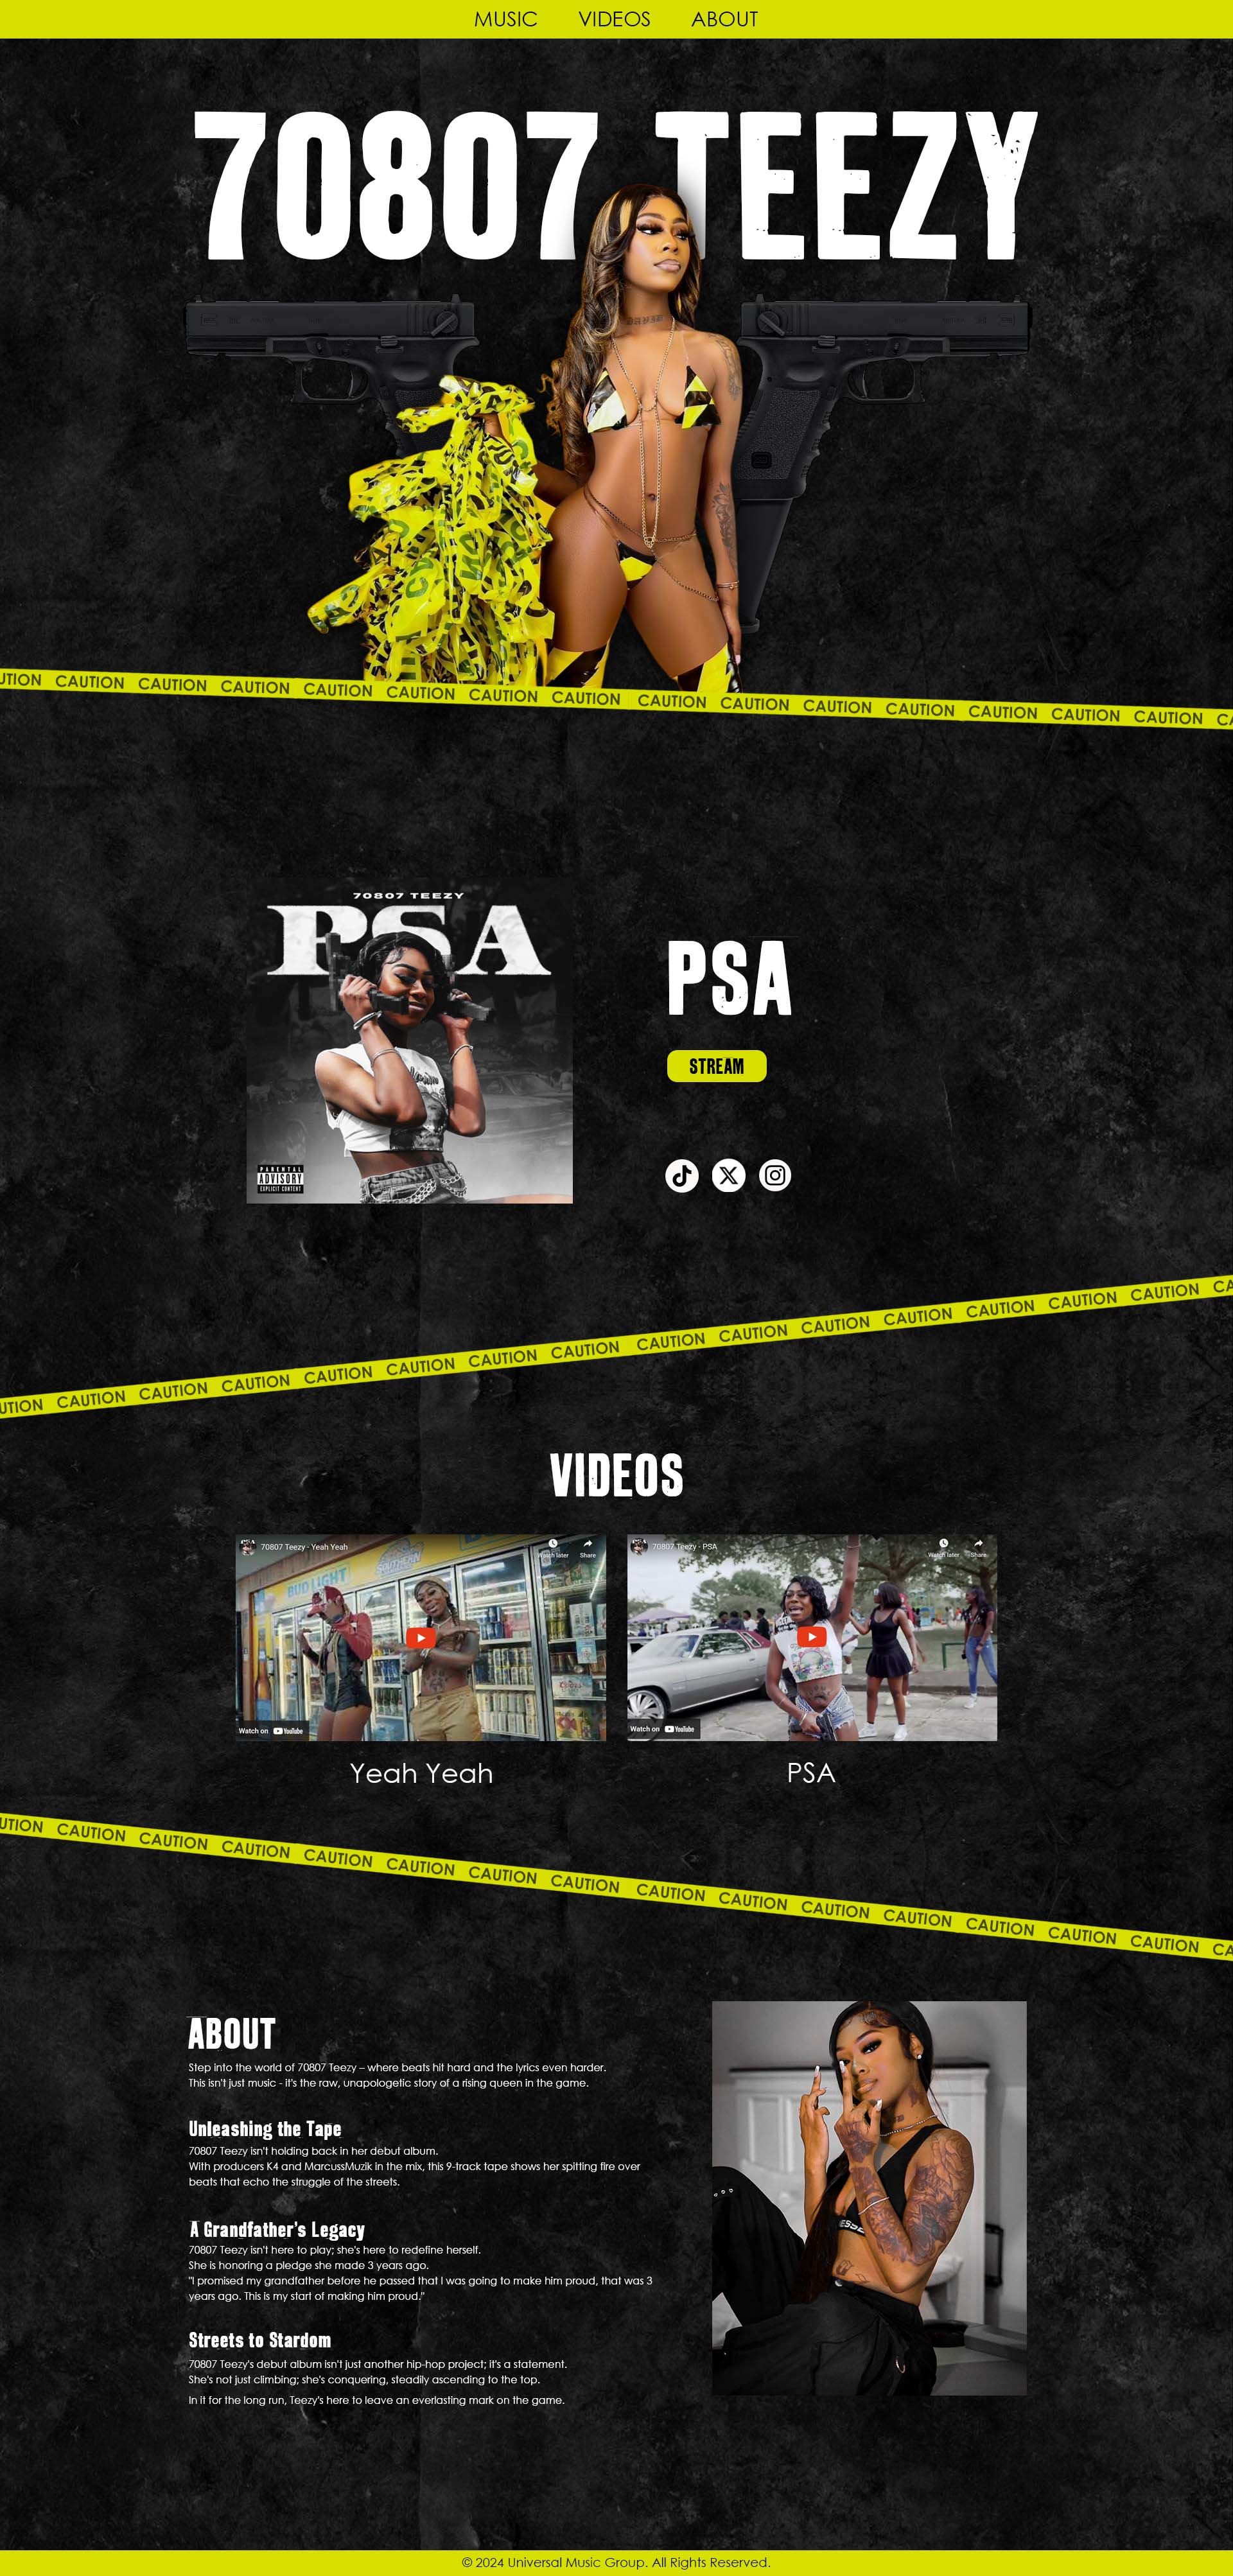 MUSIC VIDEOS ABOUT
70807 TEEZY
DAVID
UTION CAUTION CAUTION CAUTION CAUTION CAUTION CAUTION CAUTION CAUTION CAUTION CAUTION CAUTION CAUTION CAUTION CAUTION CA
70807 TEEZY
PSA
PARENTAL
ADVISORY
EXPLICIT CONTENT
PSA
STREAM
UTION CAUTION CAUTION CAUTION CAUTION CAUTION CAUTION CAUTION CAUTION CAUTION CAUTION CAUTION CAUTION CAUTION CAUTION CA
VIDEOS
70807 Teezy - Yeah Yeah
Watch later Share
BUD LIGHT
SOUTHERN
Watch on YouTube
70807 Teezy - PSA
Watch later Share
Watch on YouTube
Yeah Yeah
PSA
UTION CAUTION CAUTION CAUTION CAUTION CAUTION CAUTION CAUTION CAUTION CAUTION CAUTION CAUTION CAUTION CAUTION CAUTION CA
ABOUT
Step into the world of 70807 Teezy – where beats hit hard and the lyrics even harder.
This isn't just music - it's the raw, unapologetic story of a rising queen in the game.
Unleashing the Tape
70807 Teezy isn't holding back in her debut album.
With producers K4 and MarcussMuzik in the mix, this 9-track tape shows her spitting fire over
beats that echo the struggle of the streets.
A Grandfather's Legacy
70807 Teezy isn't here to play; she's here to redefine herself.
She is honoring a pledge she made 3 years ago.
"I promised my grandfather before he passed that I was going to make him proud, that was 3
years ago. This is my start of making him proud."
Streets to Stardom
70807 Teezy's debut album isn't just another hip-hop project; it's a statement.
She's not just climbing; she's conquering, steadily ascending to the top.
In it for the long run, Teezy's here to leave an everlasting mark on the game.
© 2024 Universal Music Group. All Rights Reserved.